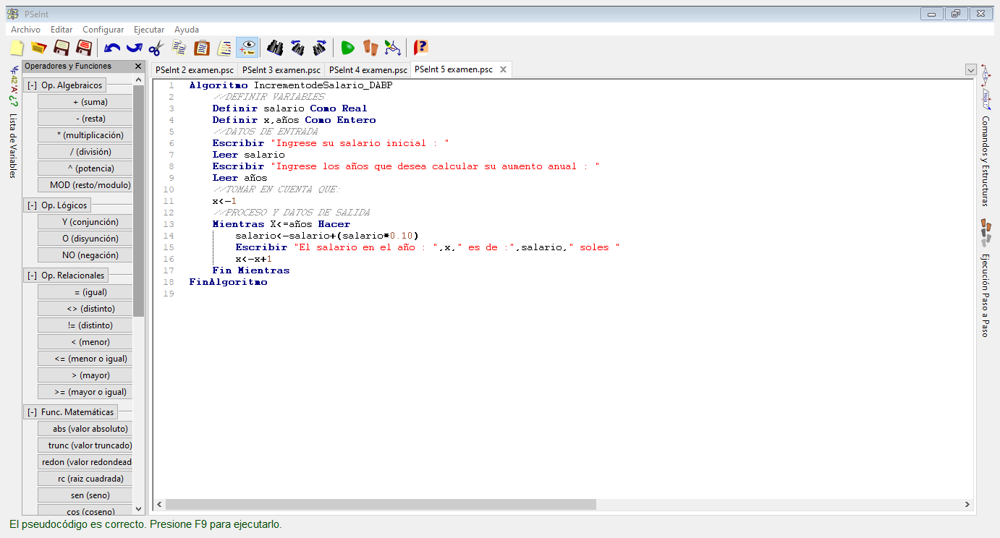 PSeInt
Archivo Editar Configurar Ejecutar Ayuda
Operadores y Funciones
[-] Op. Algebraicos
+ (suma)
- (resta)
* (multiplicación)
/ (división)
^ (potencia)
MOD (resto/modulo)
[-] Op. Lógicos
Y (conjunción)
O (disyunción)
NO (negación)
[-] Op. Relacionales
= (igual)
<> (distinto)
!= (distinto)
< (menor)
<= (menor o igual)
> (mayor)
>= (mayor o igual)
[-] Func. Matemáticas
abs (valor absoluto)
trunc (valor truncado)
redon (valor redondead
rc (raiz cuadrada)
sen (seno)
cos (coseno)
Lista de Variables
PSeInt 2 examen.psc PSeInt 3 examen.psc PSeInt 4 examen.psc PSeInt 5 examen.psc
1 Algoritmo IncrementodeSalario_DABP
2 //DEFINIR VARIABLES
3 Definir salario Como Real
4 Definir x,años Como Entero
5 //DATOS DE ENTRADA
6 Escribir "Ingrese su salario inicial : "
7 Leer salario
8 Escribir "Ingrese los años que desea calcular su aumento anual : "
9 Leer años
10 //TOMAR EN CUENTA QUE:
11 x<-1
12 //PROCESO Y DATOS DE SALIDA
13 Mientras X<=años Hacer
14 salario<-salario+(salario*0.10)
15 Escribir "El salario en el año : ",x," es de :",salario," soles "
16 x<-x+1
17 Fin Mientras
18 FinAlgoritmo
19
Comandos y Estructuras
Ejecución Paso a Paso
El pseudocódigo es correcto. Presione F9 para ejecutarlo.